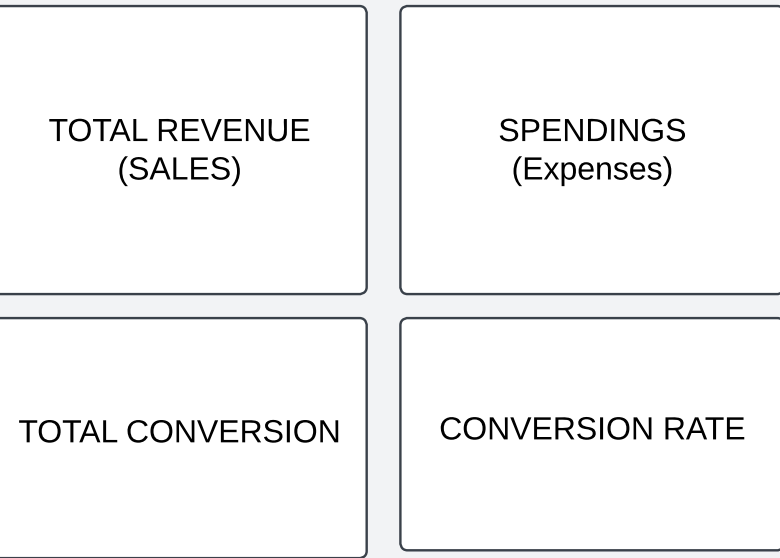 TOTAL REVENUE
(SALES)
SPENDINGS
(Expenses)
TOTAL CONVERSION
CONVERSION RATE